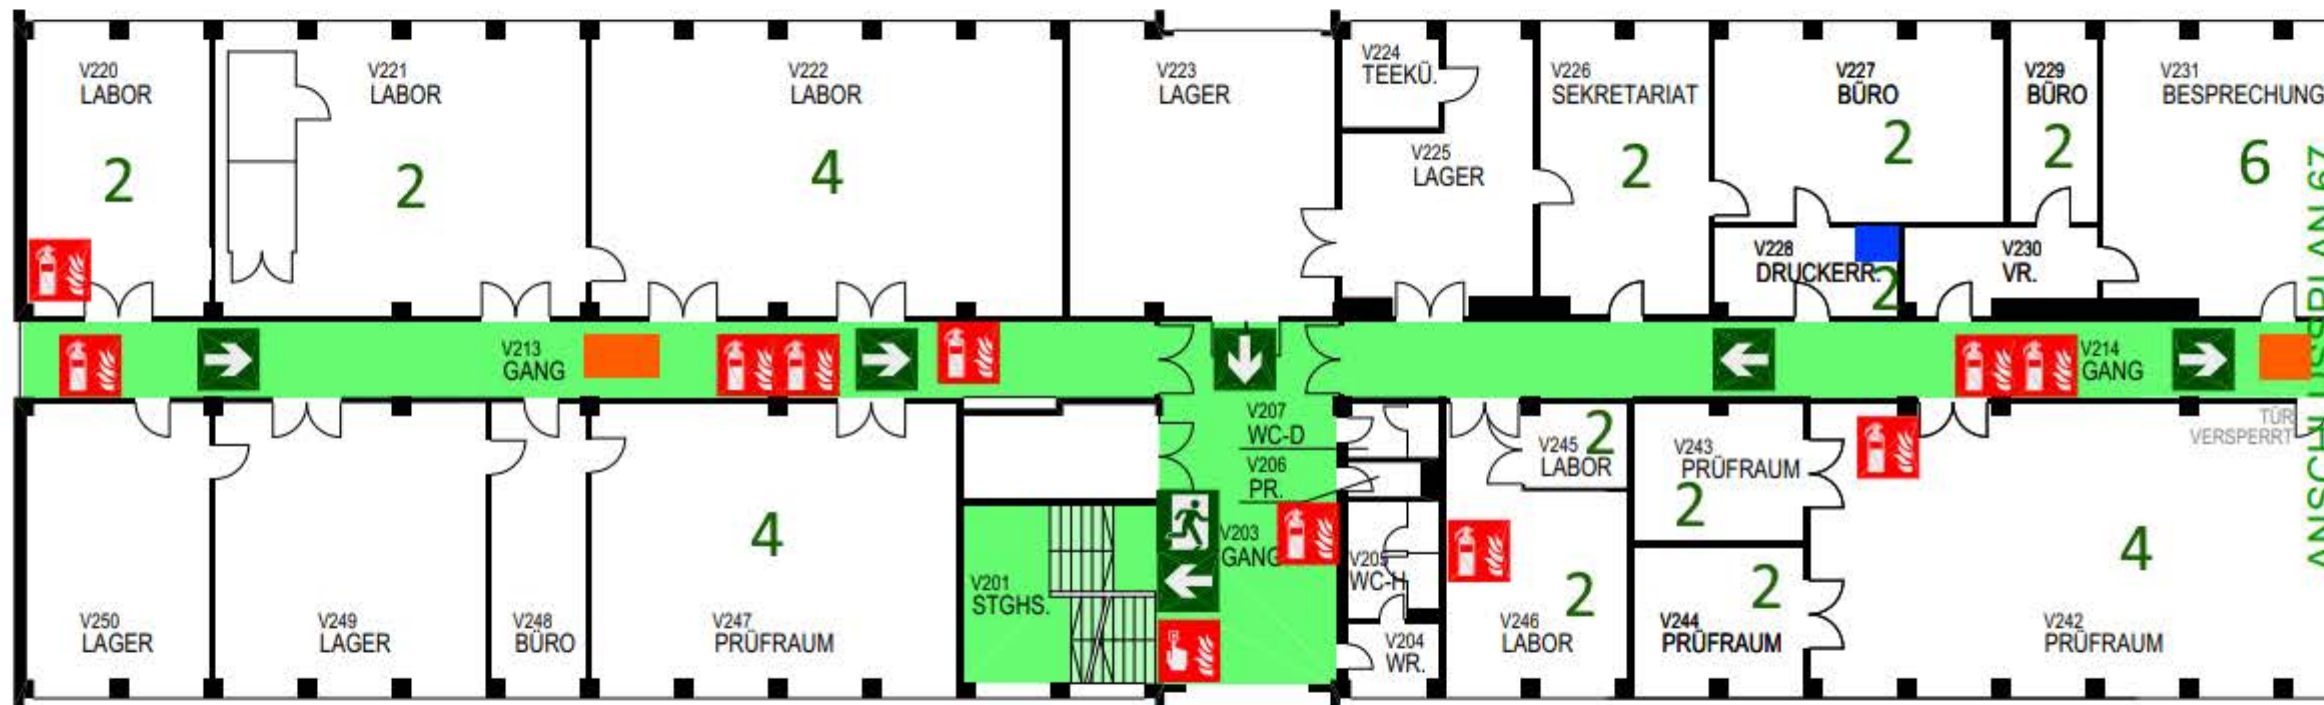 V220
LABOR
2
V221
LABOR
2
V222
LABOR
4
V223
LAGER
V224
TEEKÜ.
V225
LAGER
V226
SEKRETARIAT
2
V227
BÜRO
2
V229
BÜRO
2
V231
BESPRECHUNG
6
V228
DRUCKERR.
2
V230
VR.
V213
GANG
V214
GANG
V207
WC-D
V206
PR.
V203
GANG
V201
STGHS.
V205
WC-H
V204
WR.
V245
LABOR
2
V246
LABOR
2
V243
PRÜFRAUM
2
V244
PRÜFRAUM
2
V242
PRÜFRAUM
4
TÜR
VERSPERRT
V250
LAGER
V249
LAGER
V248
BÜRO
V247
PRÜFRAUM
4